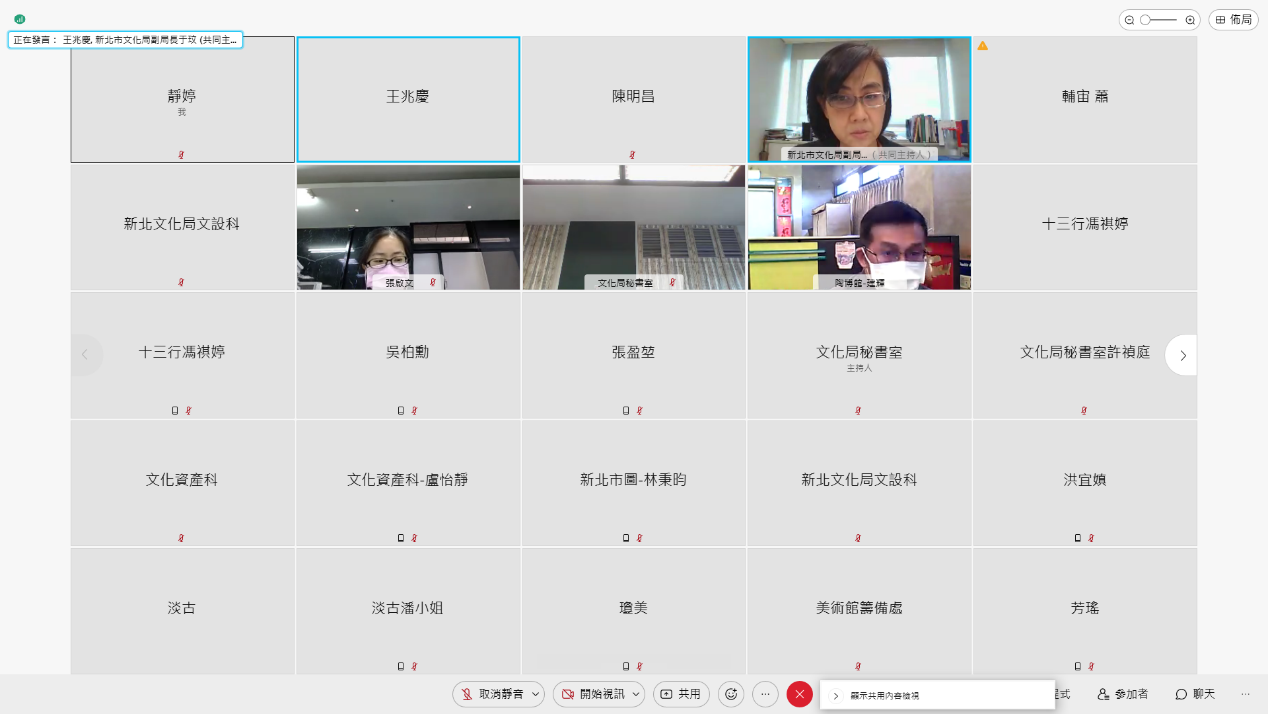 佈局
正在發言： 王兆慶, 新北市文化局副局長于玟 (共同主...
靜婷
我
王兆慶
陳明昌
新北市文化局副局... （共同主持人）
輔宙 蕭
新北文化局文設科
張啟文
文化局秘書室
陶博館-建輝
十三行馮祺婷
十三行馮祺婷
吳柏勳
張盈堃
文化局秘書室
主持人
文化局秘書室許禎庭
文化資產科
文化資產科-盧怡靜
新北市圖-林秉昀
新北文化局文設科
洪宜媜
淡古
淡古潘小姐
瓊美
美術館籌備處
芳瑤
取消靜音
開始視訊
共用
顯示共用內容檢視
程式
參加者
聊天